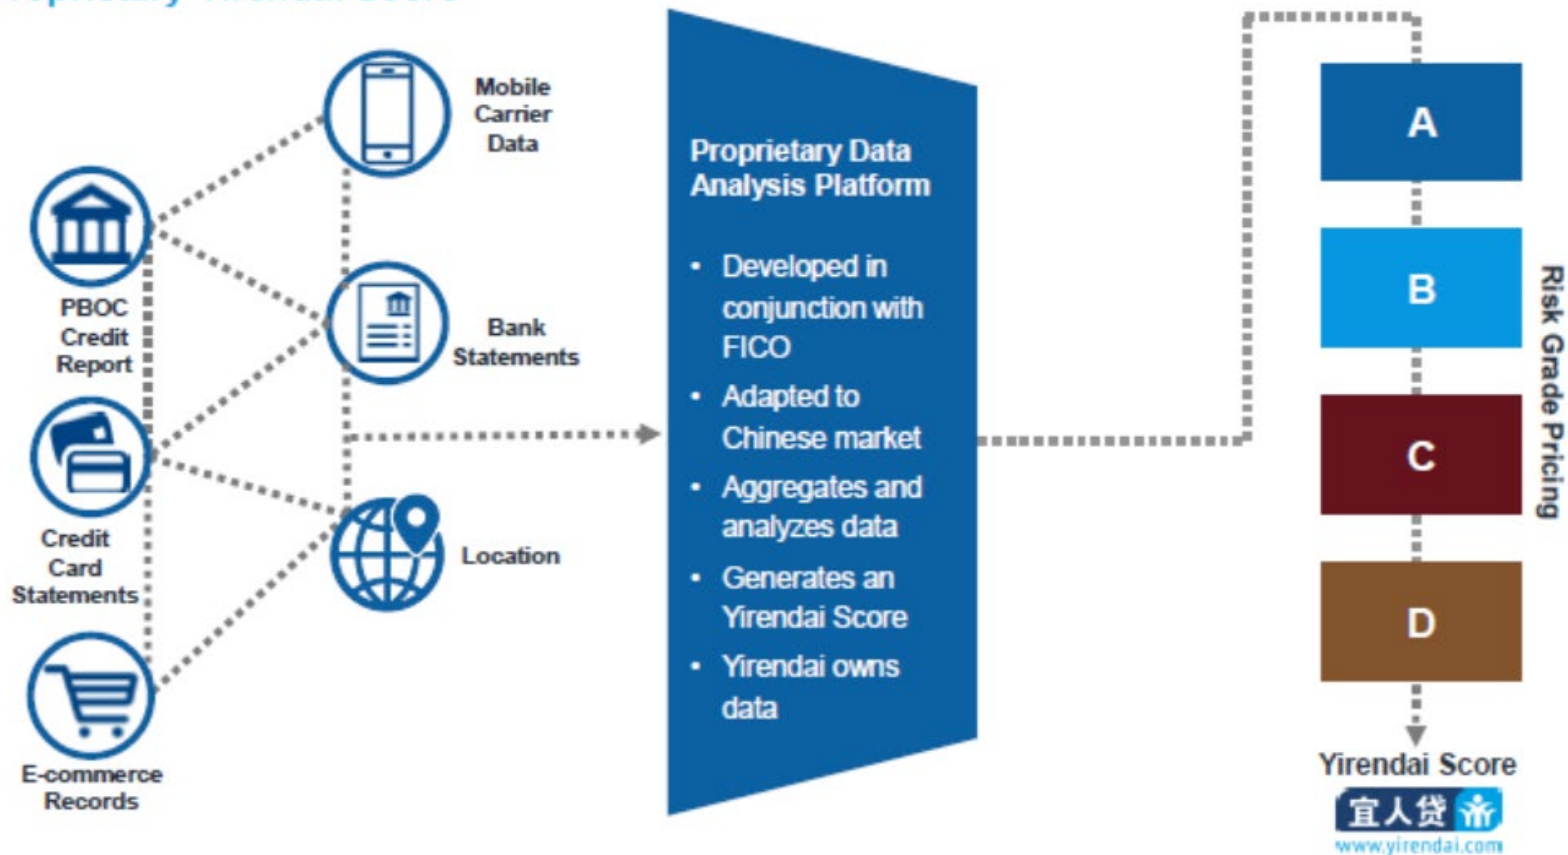 Mobile
Carrier
Data
PBOC
Credit
Report
Bank
Statements
Credit
Card
Statements
Location
E-commerce
Records
Proprietary Data
Analysis Platform
• Developed in
conjunction with
FICO
• Adapted to
Chinese market
• Aggregates and
analyzes data
• Generates an
Yirendai Score
• Yirendai owns
data
A
B
C
D
Risk Grade Pricing
Yirendai Score
宜人贷
www.yirendai.com